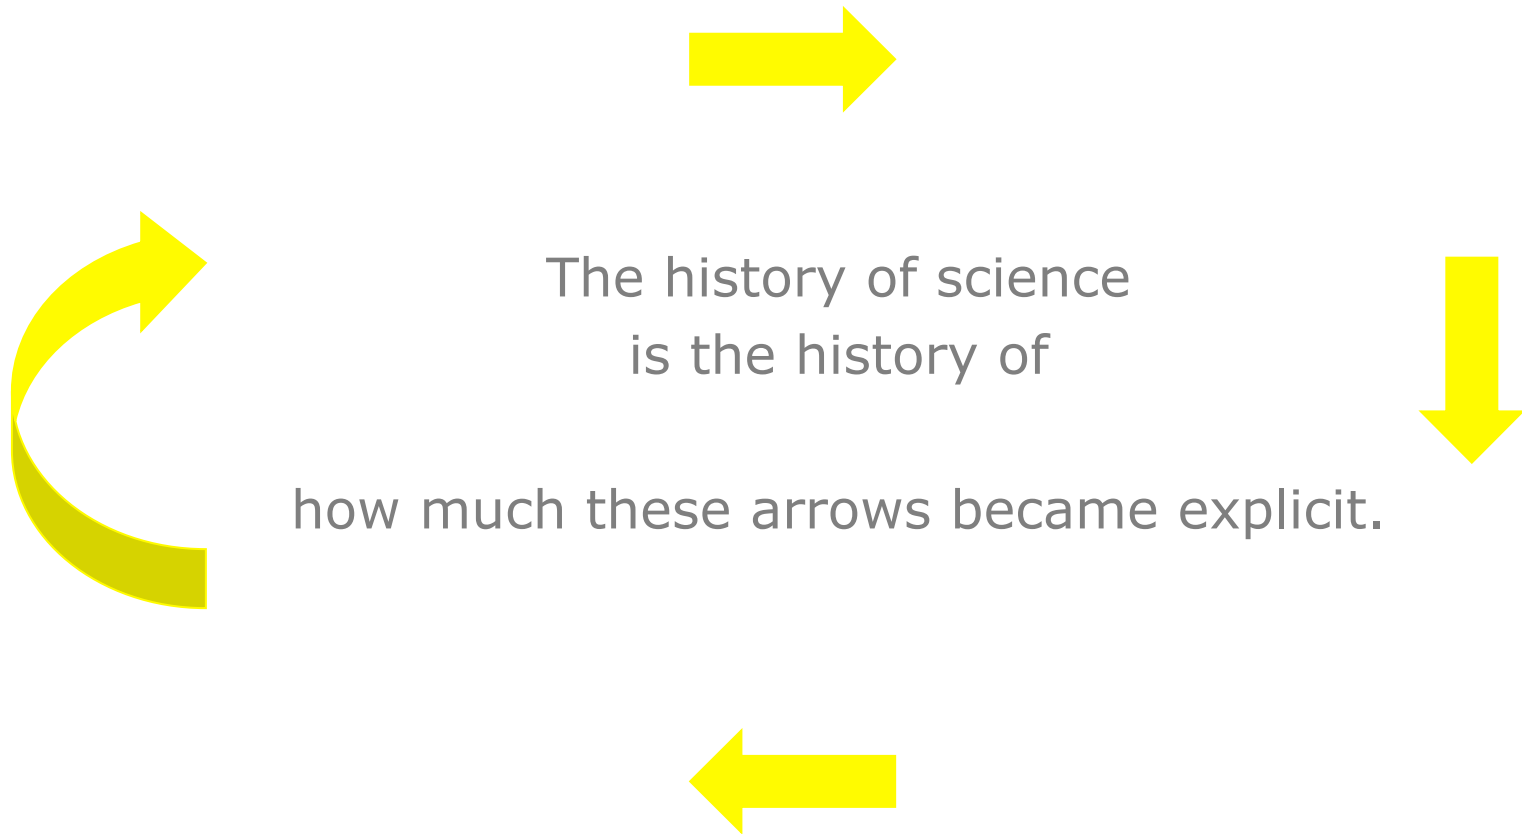 The history of science
is the history of
how much these arrows became explicit.